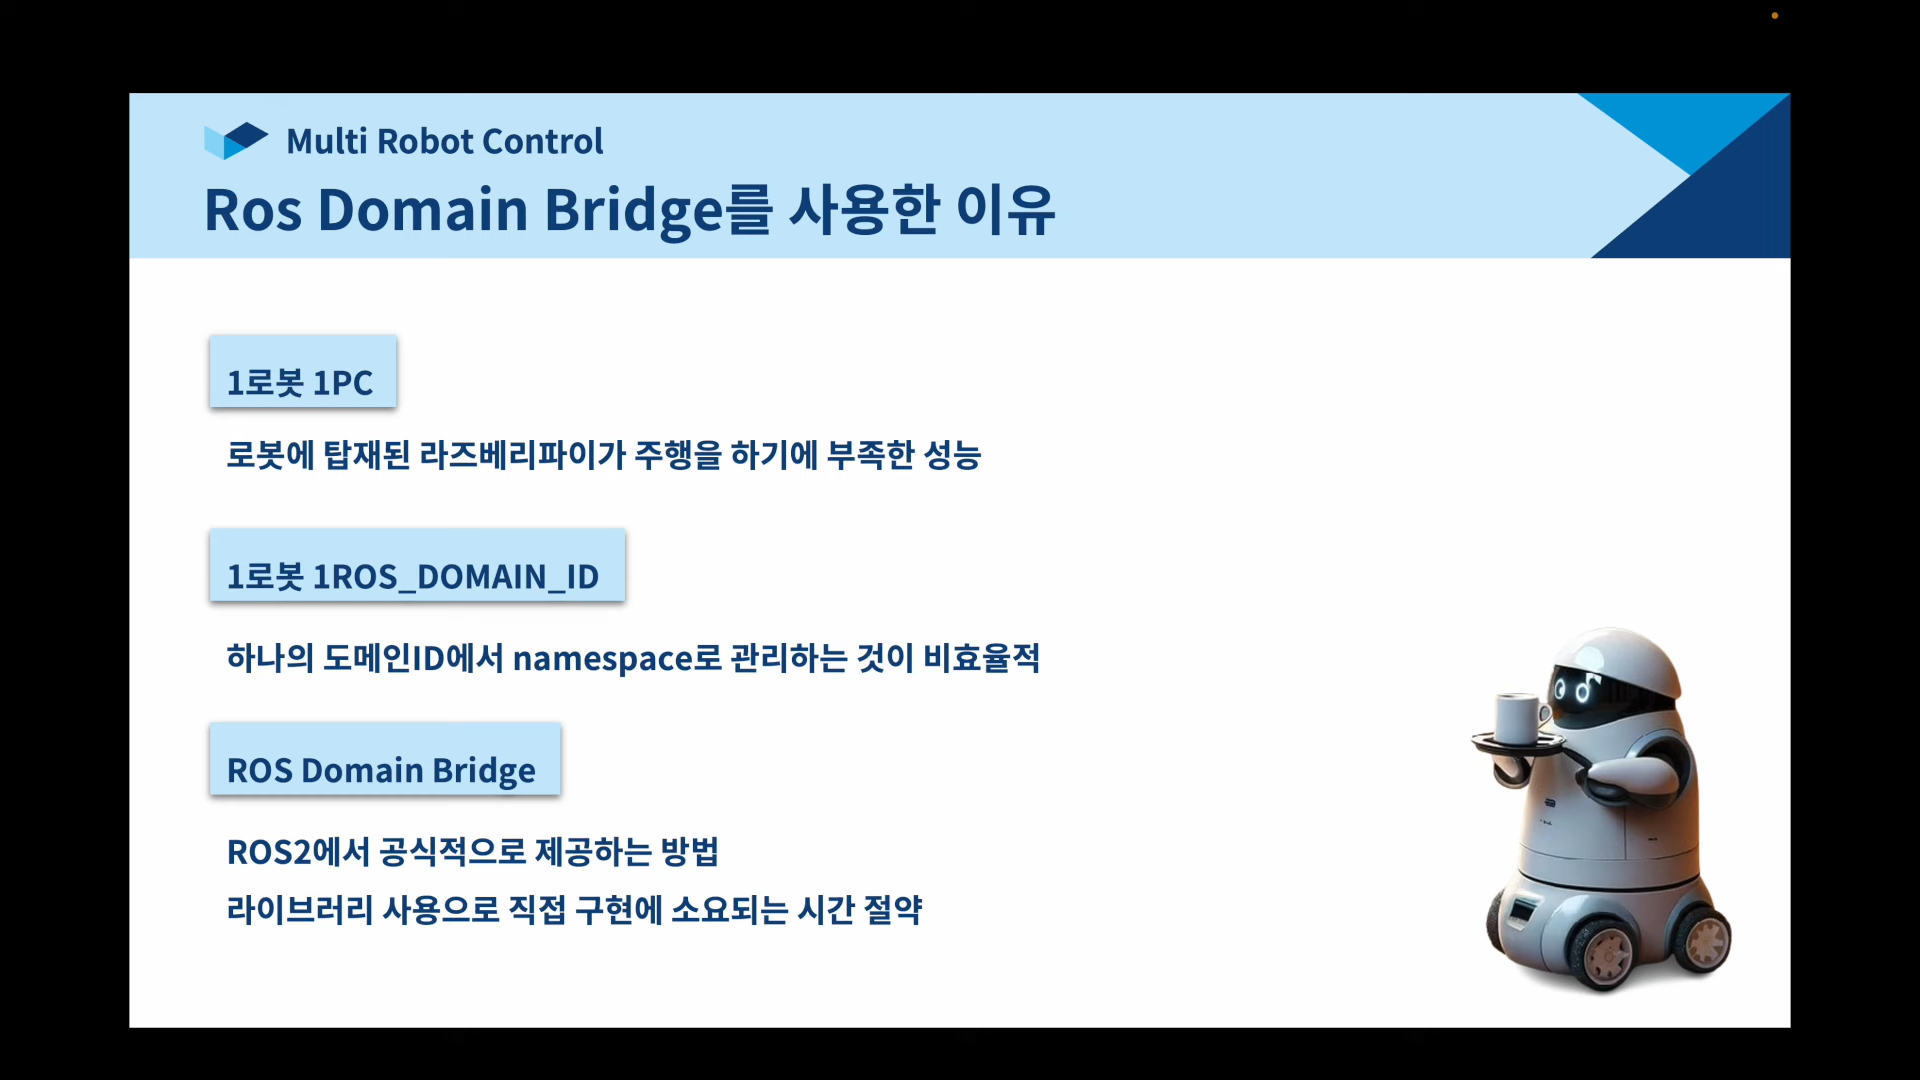 Multi Robot Control
Ros Domain Bridge를 사용한 이유
1로봇 1PC
로봇에 탑재된 라즈베리파이가 주행을 하기에 부족한 성능
1로봇 1ROS_DOMAIN_ID
하나의 도메인ID에서 namespace로 관리하는 것이 비효율적
ROS Domain Bridge
ROS2에서 공식적으로 제공하는 방법
라이브러리 사용으로 직접 구현에 소요되는 시간 절약